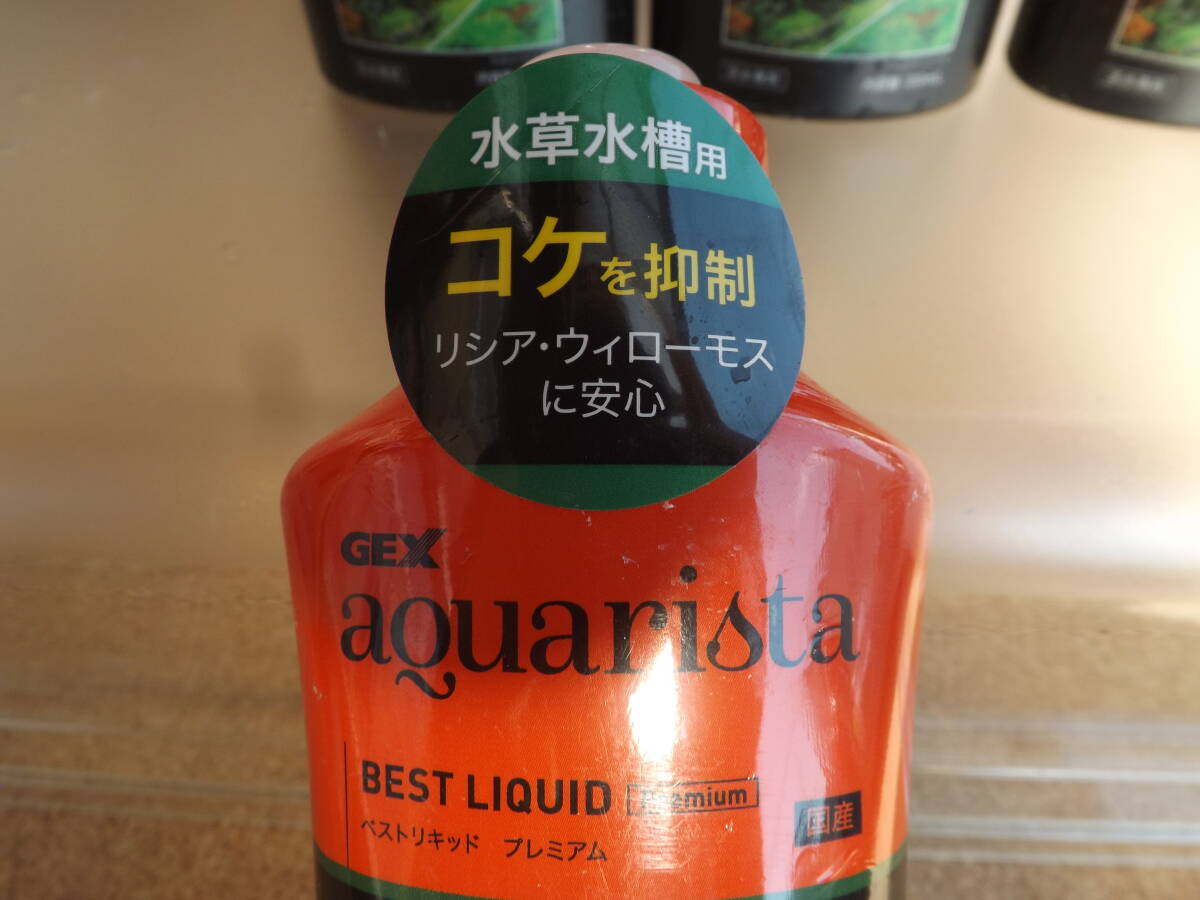 水草水槽用
コケを抑制
リシア・ウィローモス
に安心
GEX
aquarista
BEST LIQUID Premium
ベストリキッド プレミアム
国産